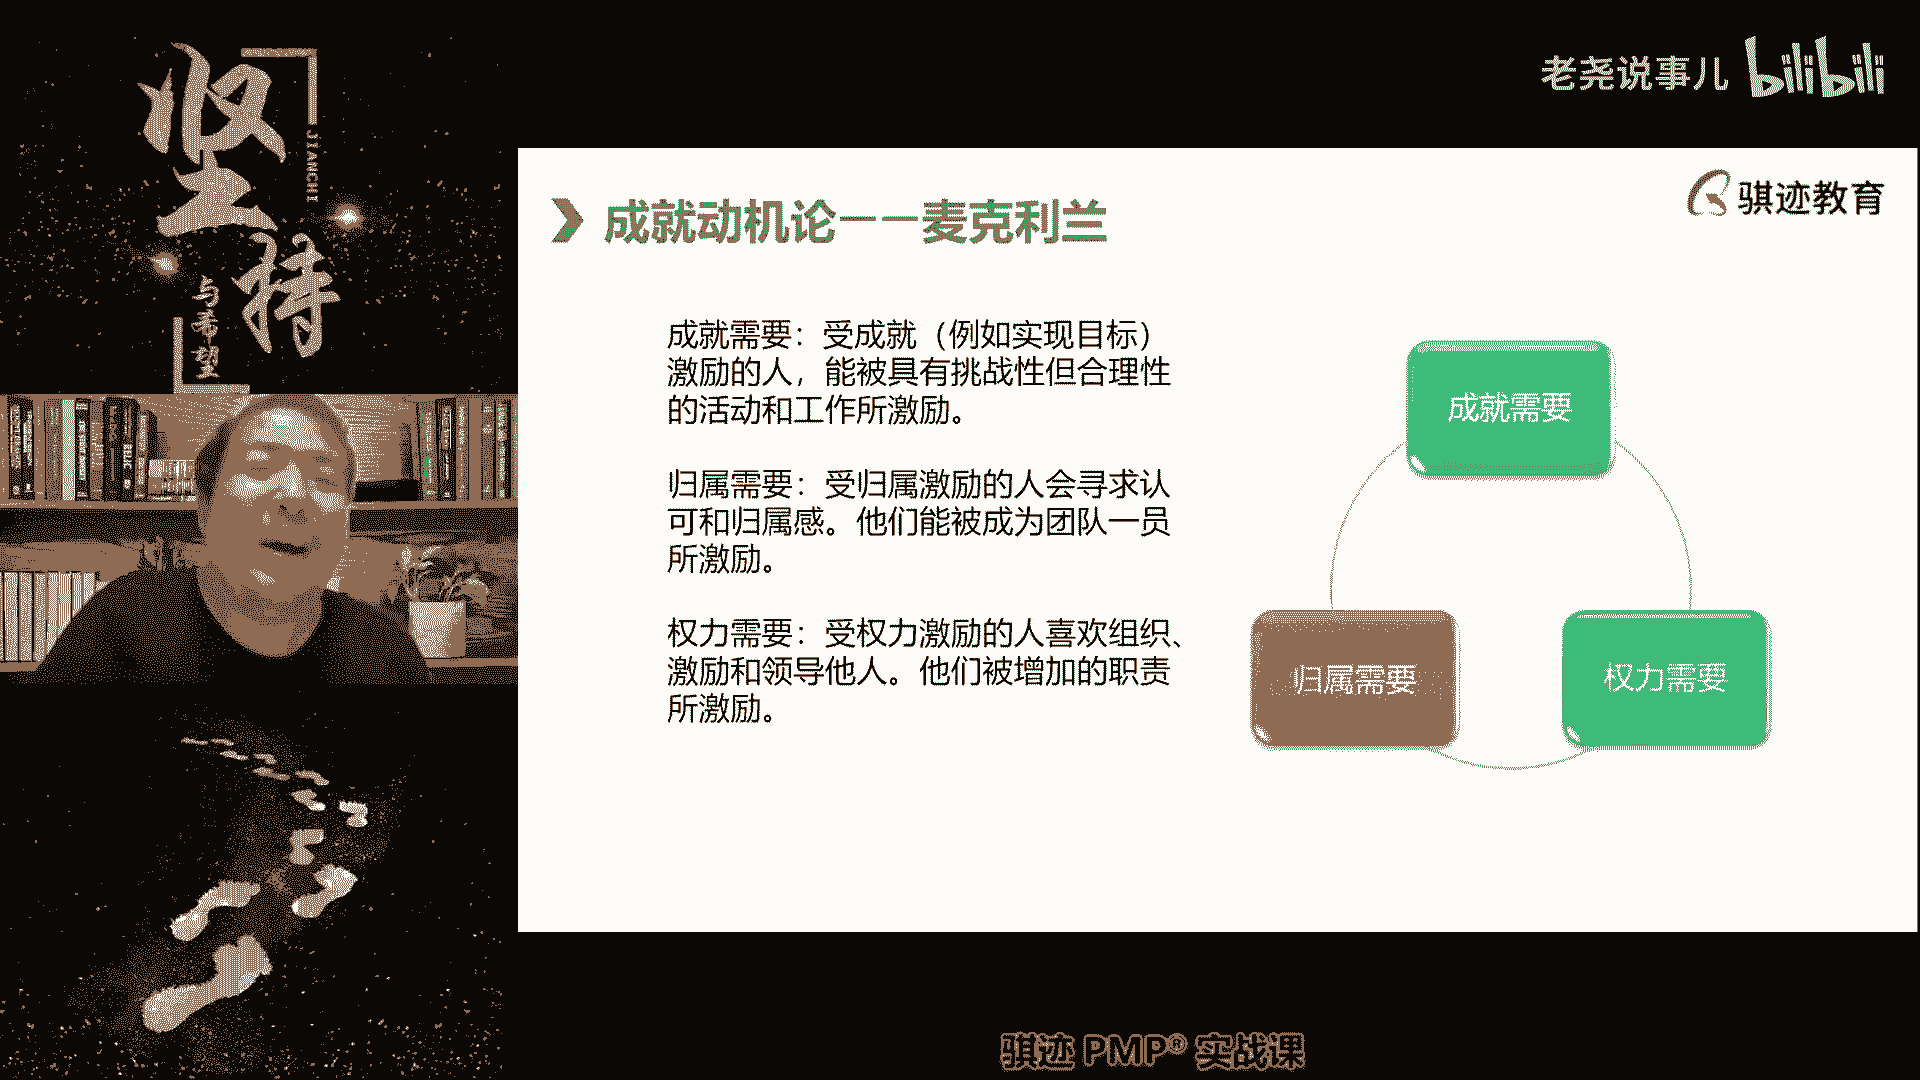 坚持
JIANCHI
与希望
老尧说事儿 bilibili
骐迹教育
成就动机论——麦克利兰
成就需要：受成就（例如实现目标）
激励的人，能被具有挑战性但合理性
的活动和工作所激励。
归属需要：受归属激励的人会寻求认
可和归属感。他们能被成为团队一员
所激励。
权力需要：受权力激励的人喜欢组织、
激励和领导他人。他们被增加的职责
所激励。
成就需要
归属需要
权力需要
骐迹 PMP® 实战课